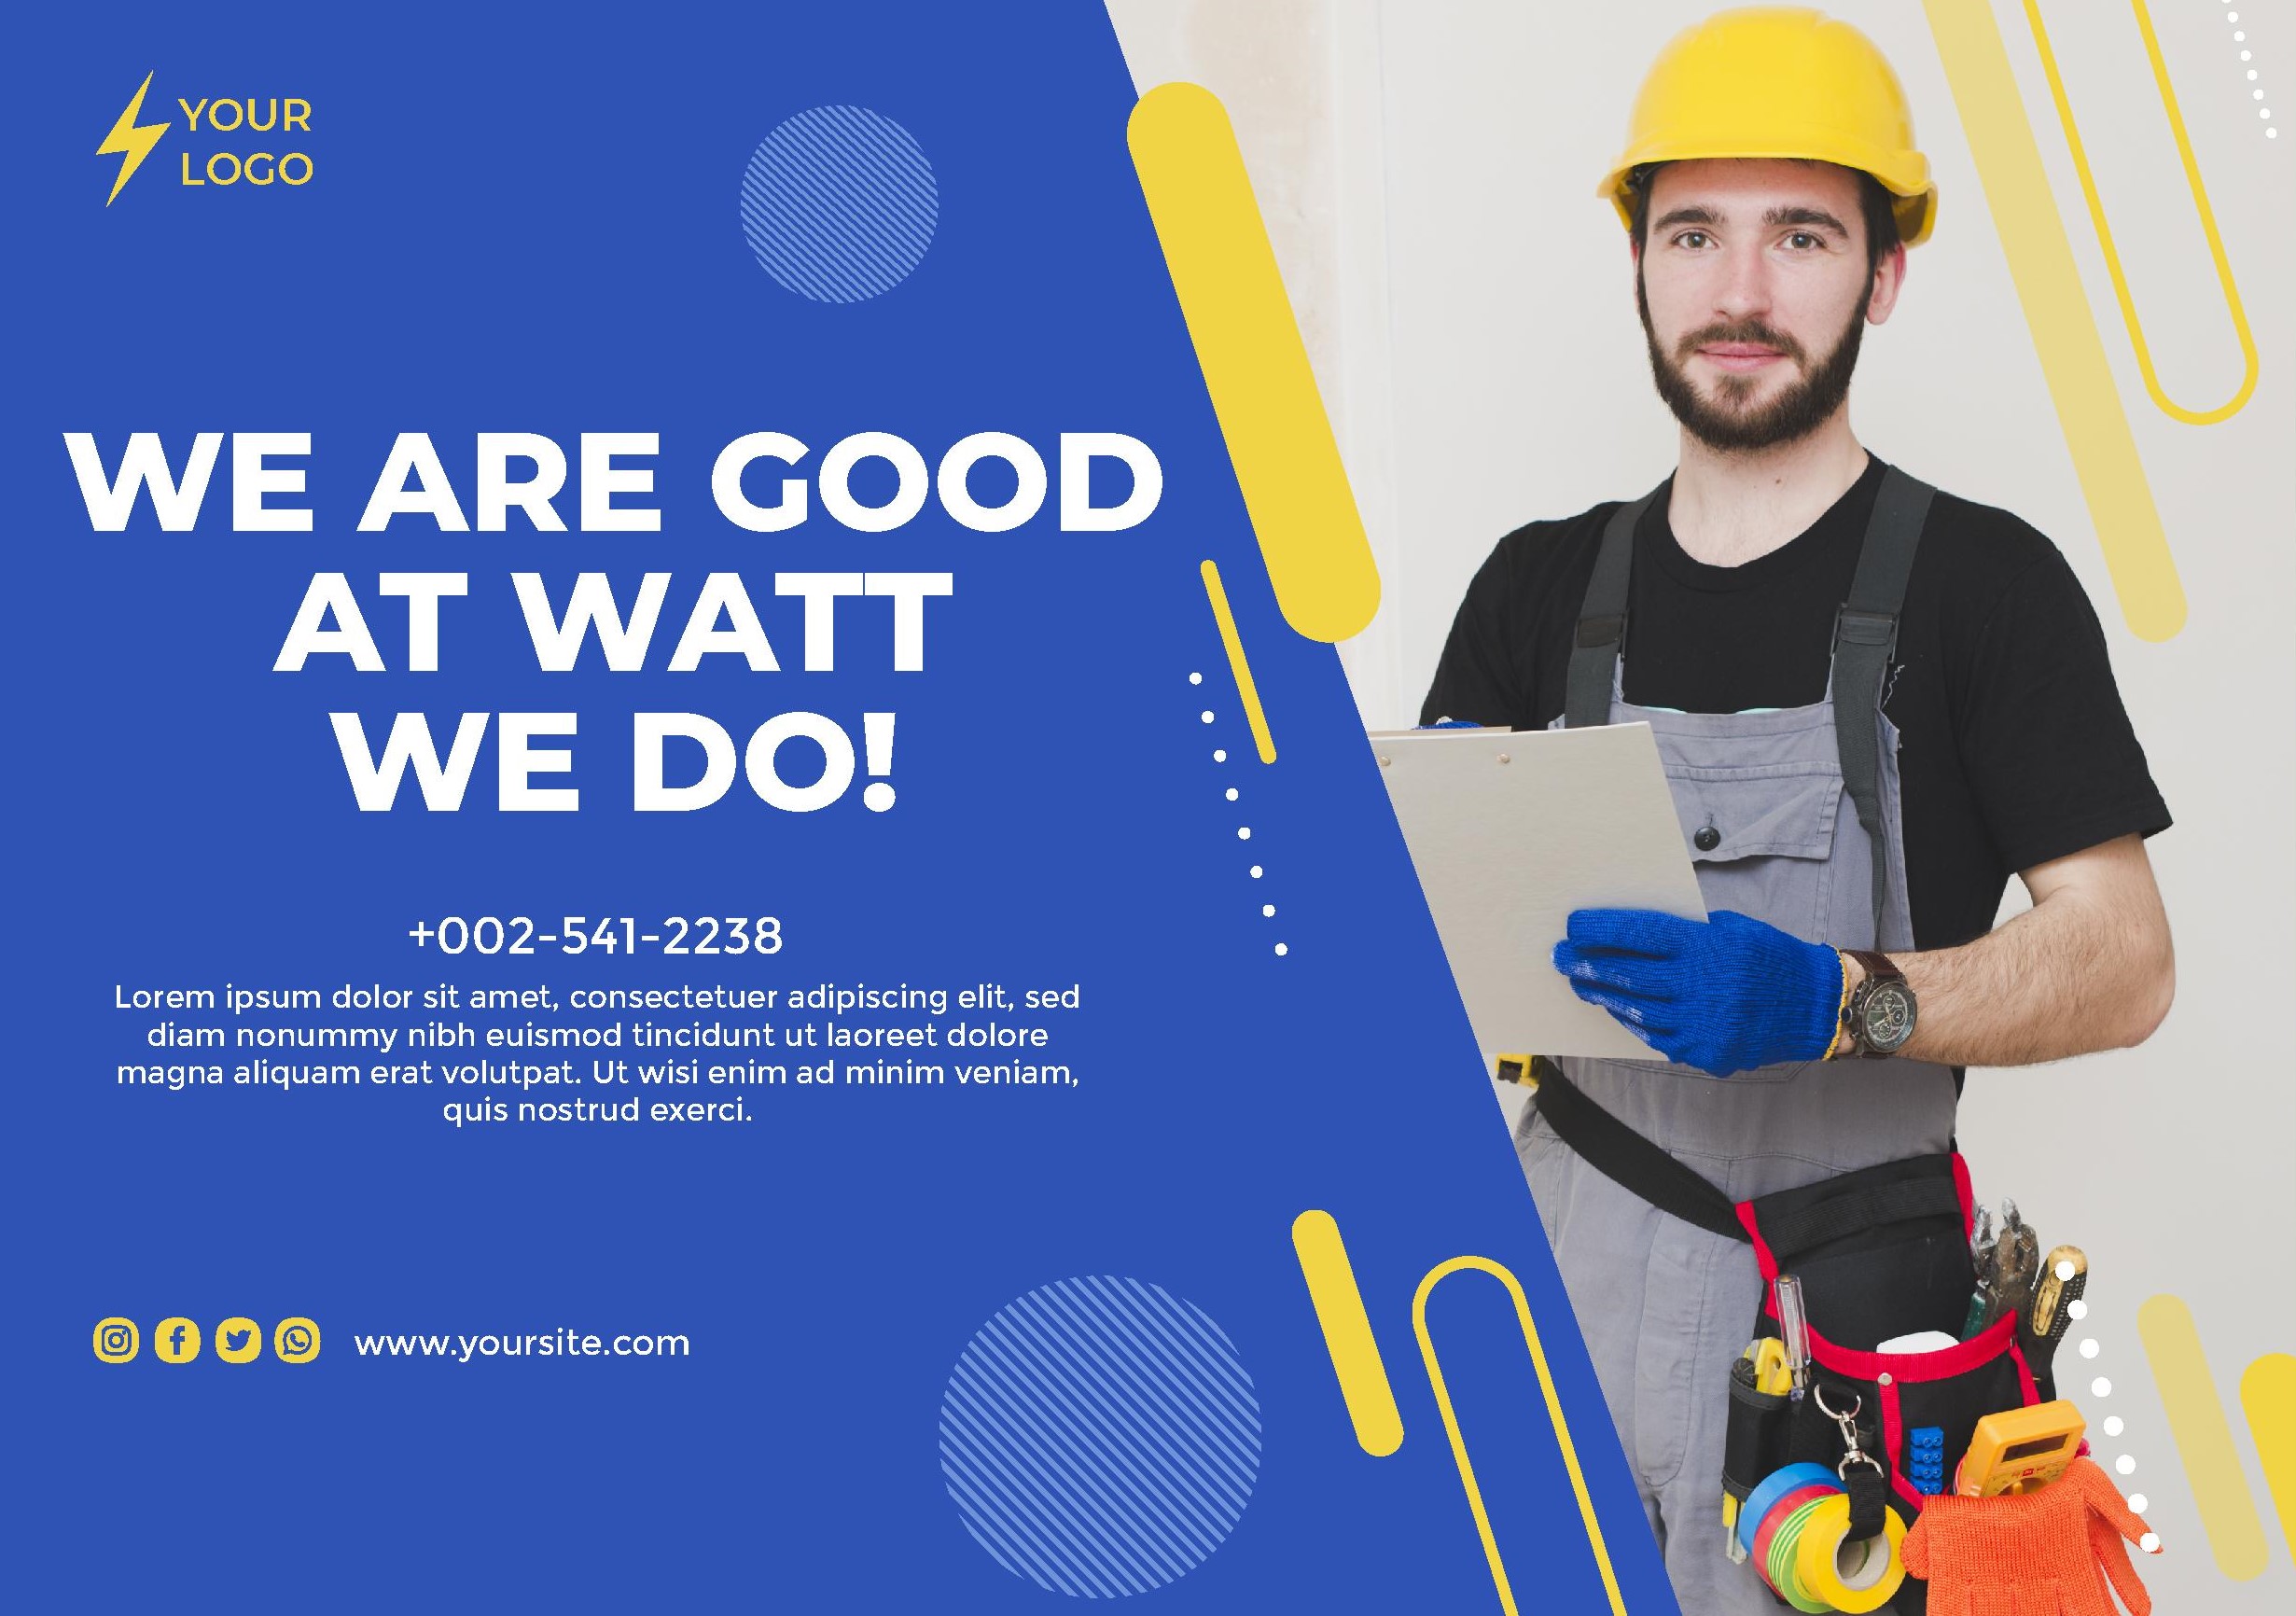 YOUR
LOGO
WE ARE GOOD
AT WATT
WE DO!
+002-541-2238
Lorem ipsum dolor sit amet, consectetuer adipiscing elit, sed
diam nonummy nibh euismod tincidunt ut laoreet dolore
magna aliquam erat volutpat. Ut wisi enim ad minim veniam,
quis nostrud exerci.
www.yoursite.com